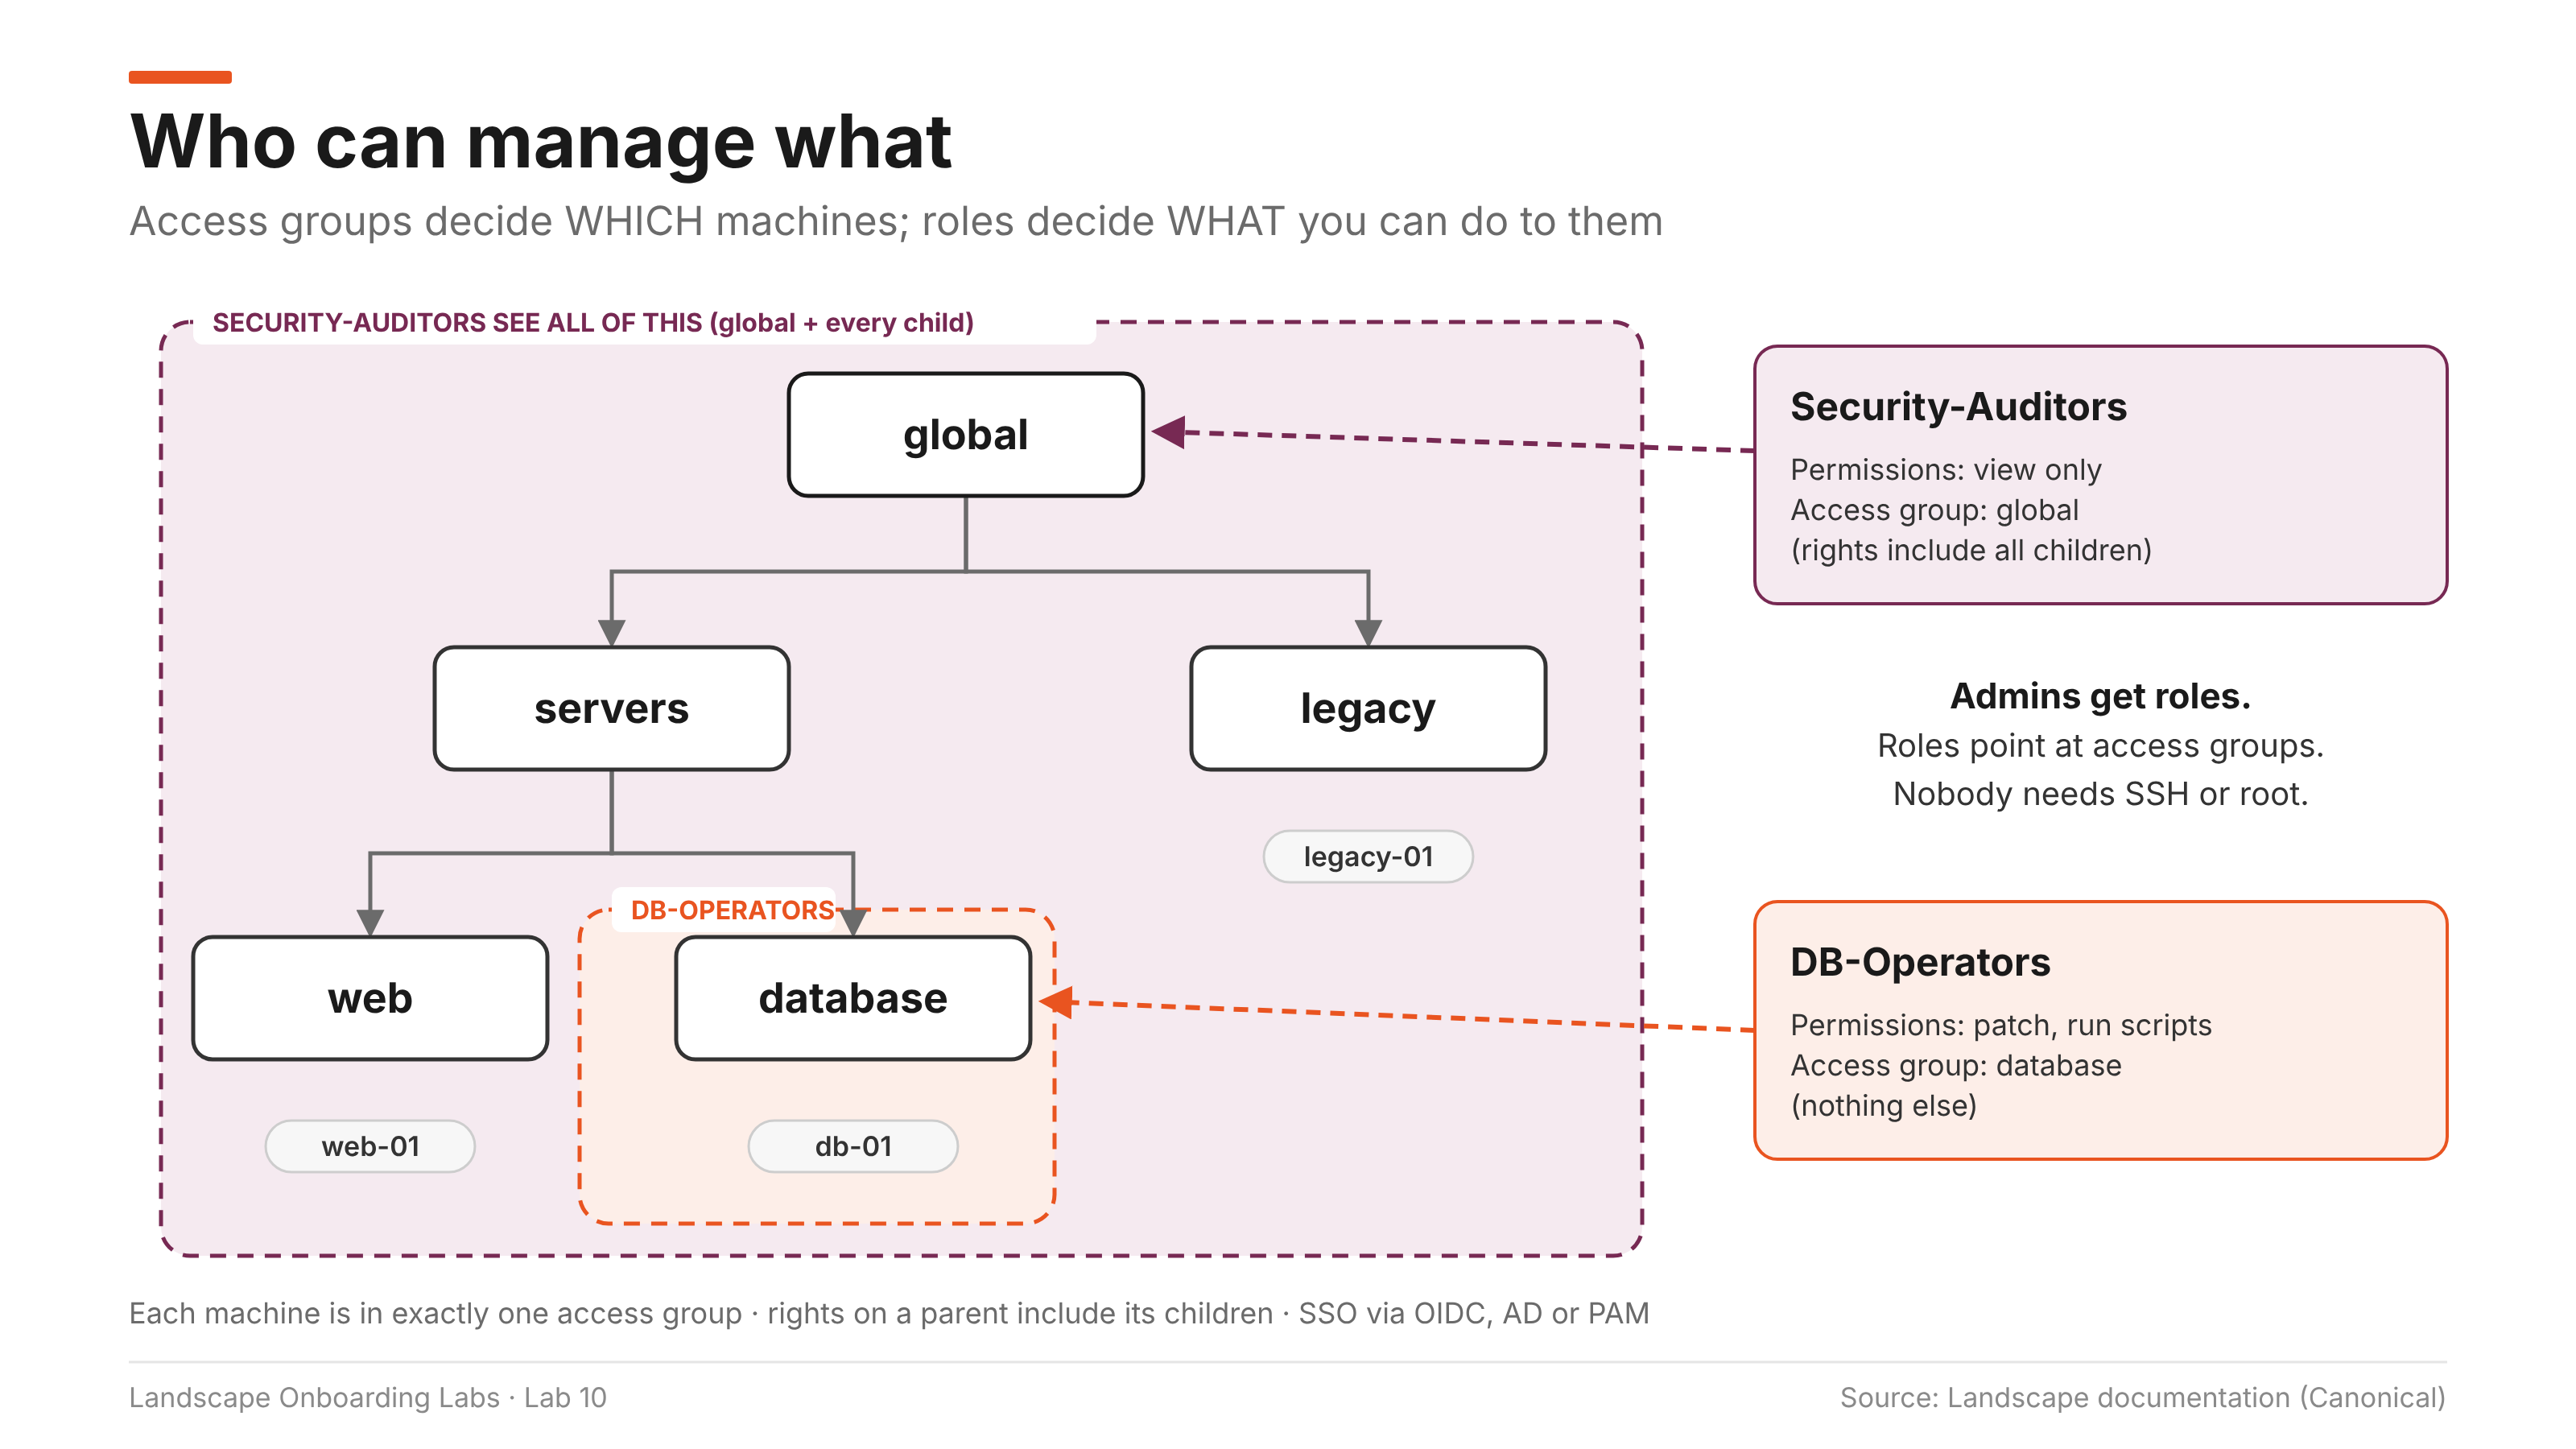 Who can manage what
Access groups decide WHICH machines; roles decide WHAT you can do to them
SECURITY-AUDITORS SEE ALL OF THIS (global + every child)
global
servers
legacy
legacy-01
DB-OPERATORS
web
database
web-01
db-01
Security-Auditors
Permissions: view only
Access group: global
(rights include all children)
Admins get roles.
Roles point at access groups.
Nobody needs SSH or root.
DB-Operators
Permissions: patch, run scripts
Access group: database
(nothing else)
Each machine is in exactly one access group · rights on a parent include its children · SSO via OIDC, AD or PAM
Landscape Onboarding Labs · Lab 10
Source: Landscape documentation (Canonical)